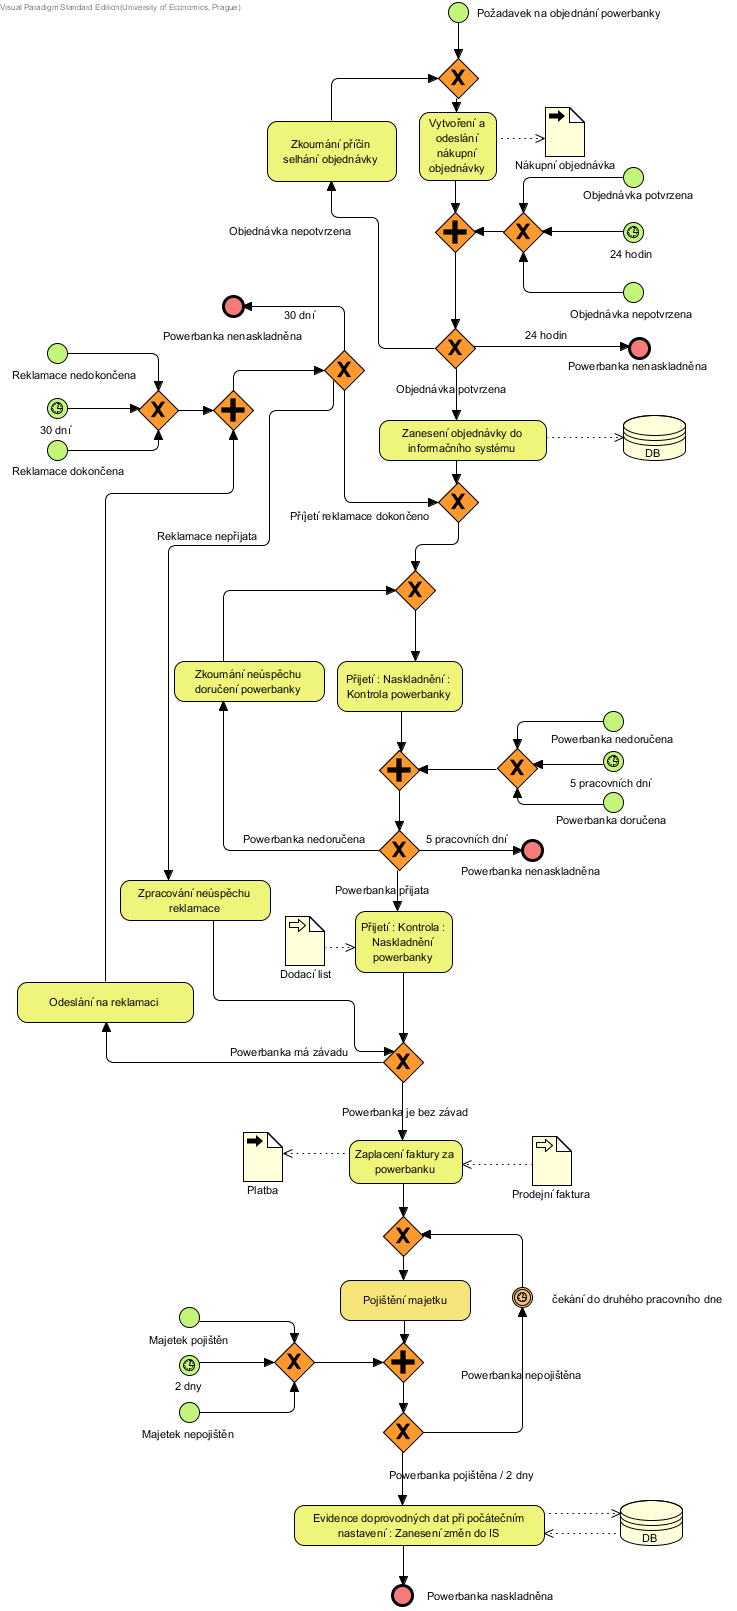 Visual Paradigm Standard Edition(University of Economics, Prague)
Požadavek na objednání powerbanky
X
Zkoumání příčin
selhání objednávky
Vytvoření a
odeslání
nákupní
objednávky
Nákupní objednávka
Objednávka potvrzena
Objednávka nepotvrzena
X
24 hodin
Objednávka nepotvrzena
30 dní
Powerbanka nenaskladněna
24 hodin
X
Powerbanka nenaskladněna
Reklamace nedokončena
X
Objednávka potvrzena
30 dní
X
Reklamace dokončena
Zanesení objednávky do
informačního systému
DB
X
Příjetí reklamace dokončeno
Reklamace nepřijata
X
Zkoumání neúspěchu
doručení powerbanky
Přijetí : Naskladnění :
Kontrola powerbanky
Powerbanka nedoručena
X
5 pracovních dní
Powerbanka doručena
Powerbanka nedoručena
X
5 pracovních dní
Powerbanka nenaskladněna
Powerbanka přijata
Zpracování neúspěchu
reklamace
Přijetí : Kontrola :
Naskladnění
powerbanky
Dodací list
Odeslání na reklamaci
Powerbanka má závadu
X
Powerbanka je bez závad
Zaplacení faktury za
powerbanku
Platba
Prodejní faktura
X
Pojištění majetku
čekání do druhého pracovního dne
Majetek pojištěn
X
2 dny
Powerbanka nepojištěna
Majetek nepojištěn
X
Powerbanka pojištěna / 2 dny
Evidence doprovodných dat při počátečním
nastavení : Zanesení změn do IS
DB
Powerbanka naskladněna